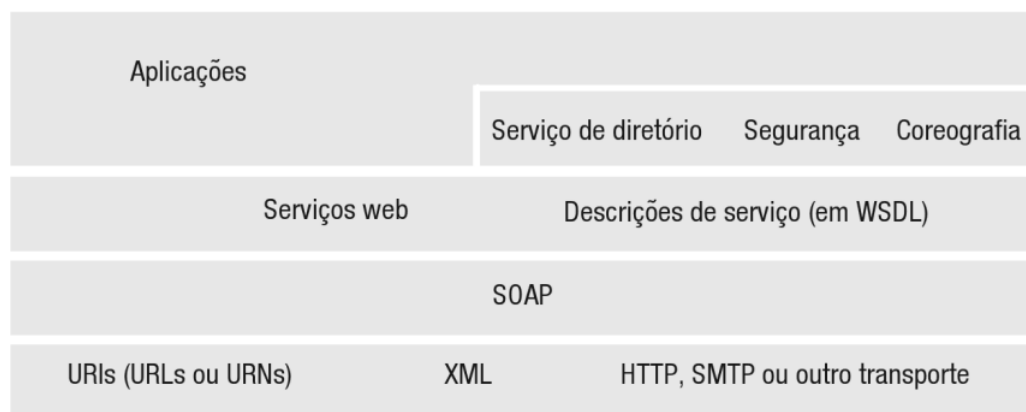 Aplicações
Serviço de diretório Segurança Coreografia
Serviços web Descrições de serviço (em WSDL)
SOAP
URIs (URLs ou URNs) XML HTTP, SMTP ou outro transporte